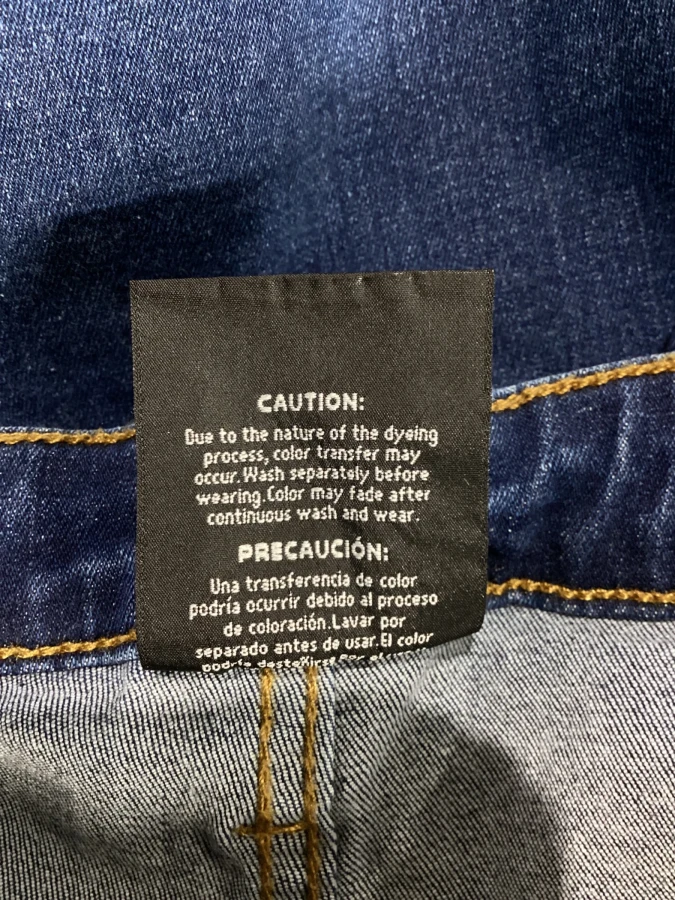 CAUTION:
Due to the nature of the dyeing
process, color transfer may
occur.Wash separately before
wearing.Color may fade after
continuous wash and wear.
PRECAUCIÓN:
Una transferencia de color
podría ocurrir debido al proceso
de coloración.Lavar por
separado antes de usar.El color
podría